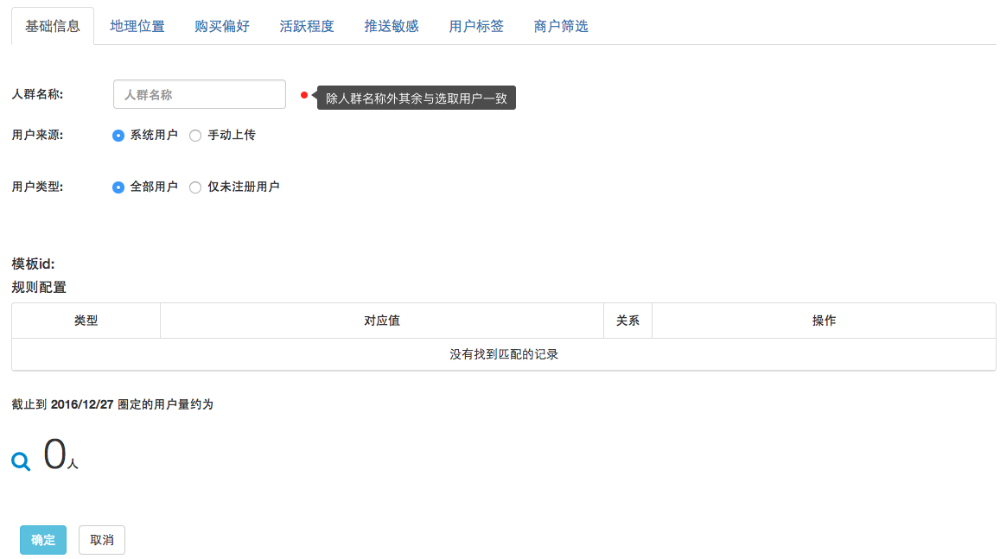 基础信息 地理位置 购买偏好 活跃程度 推送敏感 用户标签 商户筛选
人群名称: 人群名称 除人群名称外其余与选取用户一致
用户来源: 系统用户 手动上传
用户类型: 全部用户 仅未注册用户
模板id:
规则配置
类型 对应值 关系 操作
没有找到匹配的记录
截止到 2016/12/27 圈定的用户量约为
0人
确定 取消